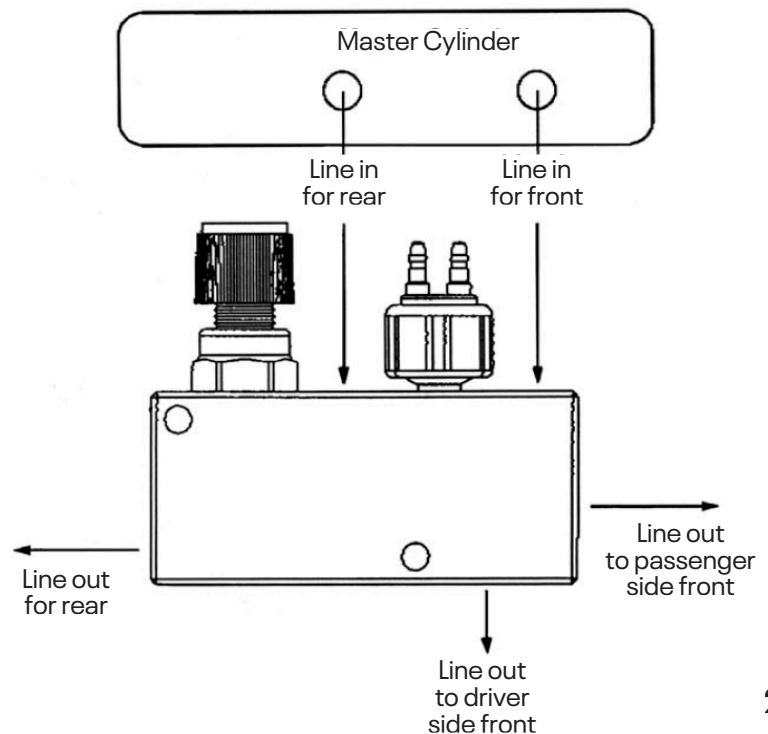 Master Cylinder
Line in
for rear
Line in
for front
Line out
to passenger
side front
Line out
for rear
Line out
to driver
side front